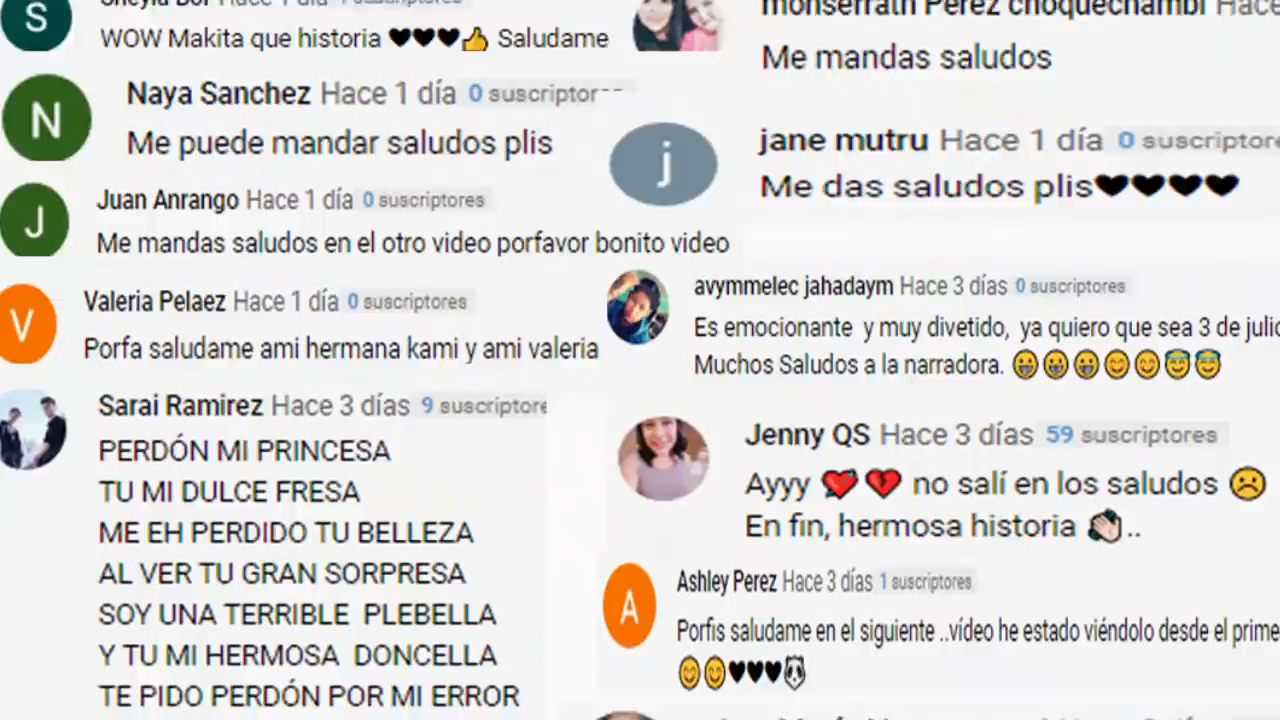 Hace 1 día
WOW Makita que historia 🖤🖤🖤👍 Saludame
Naya Sanchez Hace 1 día 0 suscriptor
Me puede mandar saludos plis
Juan Anrango Hace 1 día 0 suscriptores
Me mandas saludos en el otro video porfavor bonito video
Valeria Pelaez Hace 1 día 0 suscriptores
Porfa saludame ami hermana kami y ami valeria
Sarai Ramirez Hace 3 días 9 suscriptore
PERDÓN MI PRINCESA
TU MI DULCE FRESA
ME EH PERDIDO TU BELLEZA
AL VER TU GRAN SORPRESA
SOY UNA TERRIBLE PLEBELLA
Y TU MI HERMOSA DONCELLA
TE PIDO PERDÓN POR MI ERROR
monserrath Perez choquechambi Hace
Me mandas saludos
jane mutru Hace 1 día 0 suscriptore
Me das saludos plis🖤🖤🖤🖤
avymmelec jahadaym Hace 3 días 0 suscriptores
Es emocionante y muy divetido, ya quiero que sea 3 de julio
Muchos Saludos a la narradora. 😀😀😀😊😊😇😇
Jenny QS Hace 3 días 59 suscriptores
Ayyy 💘💔 no salí en los saludos ☹️
En fin, hermosa historia 👏🏻..
Ashley Perez Hace 3 días 1 suscriptores
Porfis saludame en el siguiente ..vídeo he estado viéndolo desde el prime
😊😊🖤🖤🖤🐼